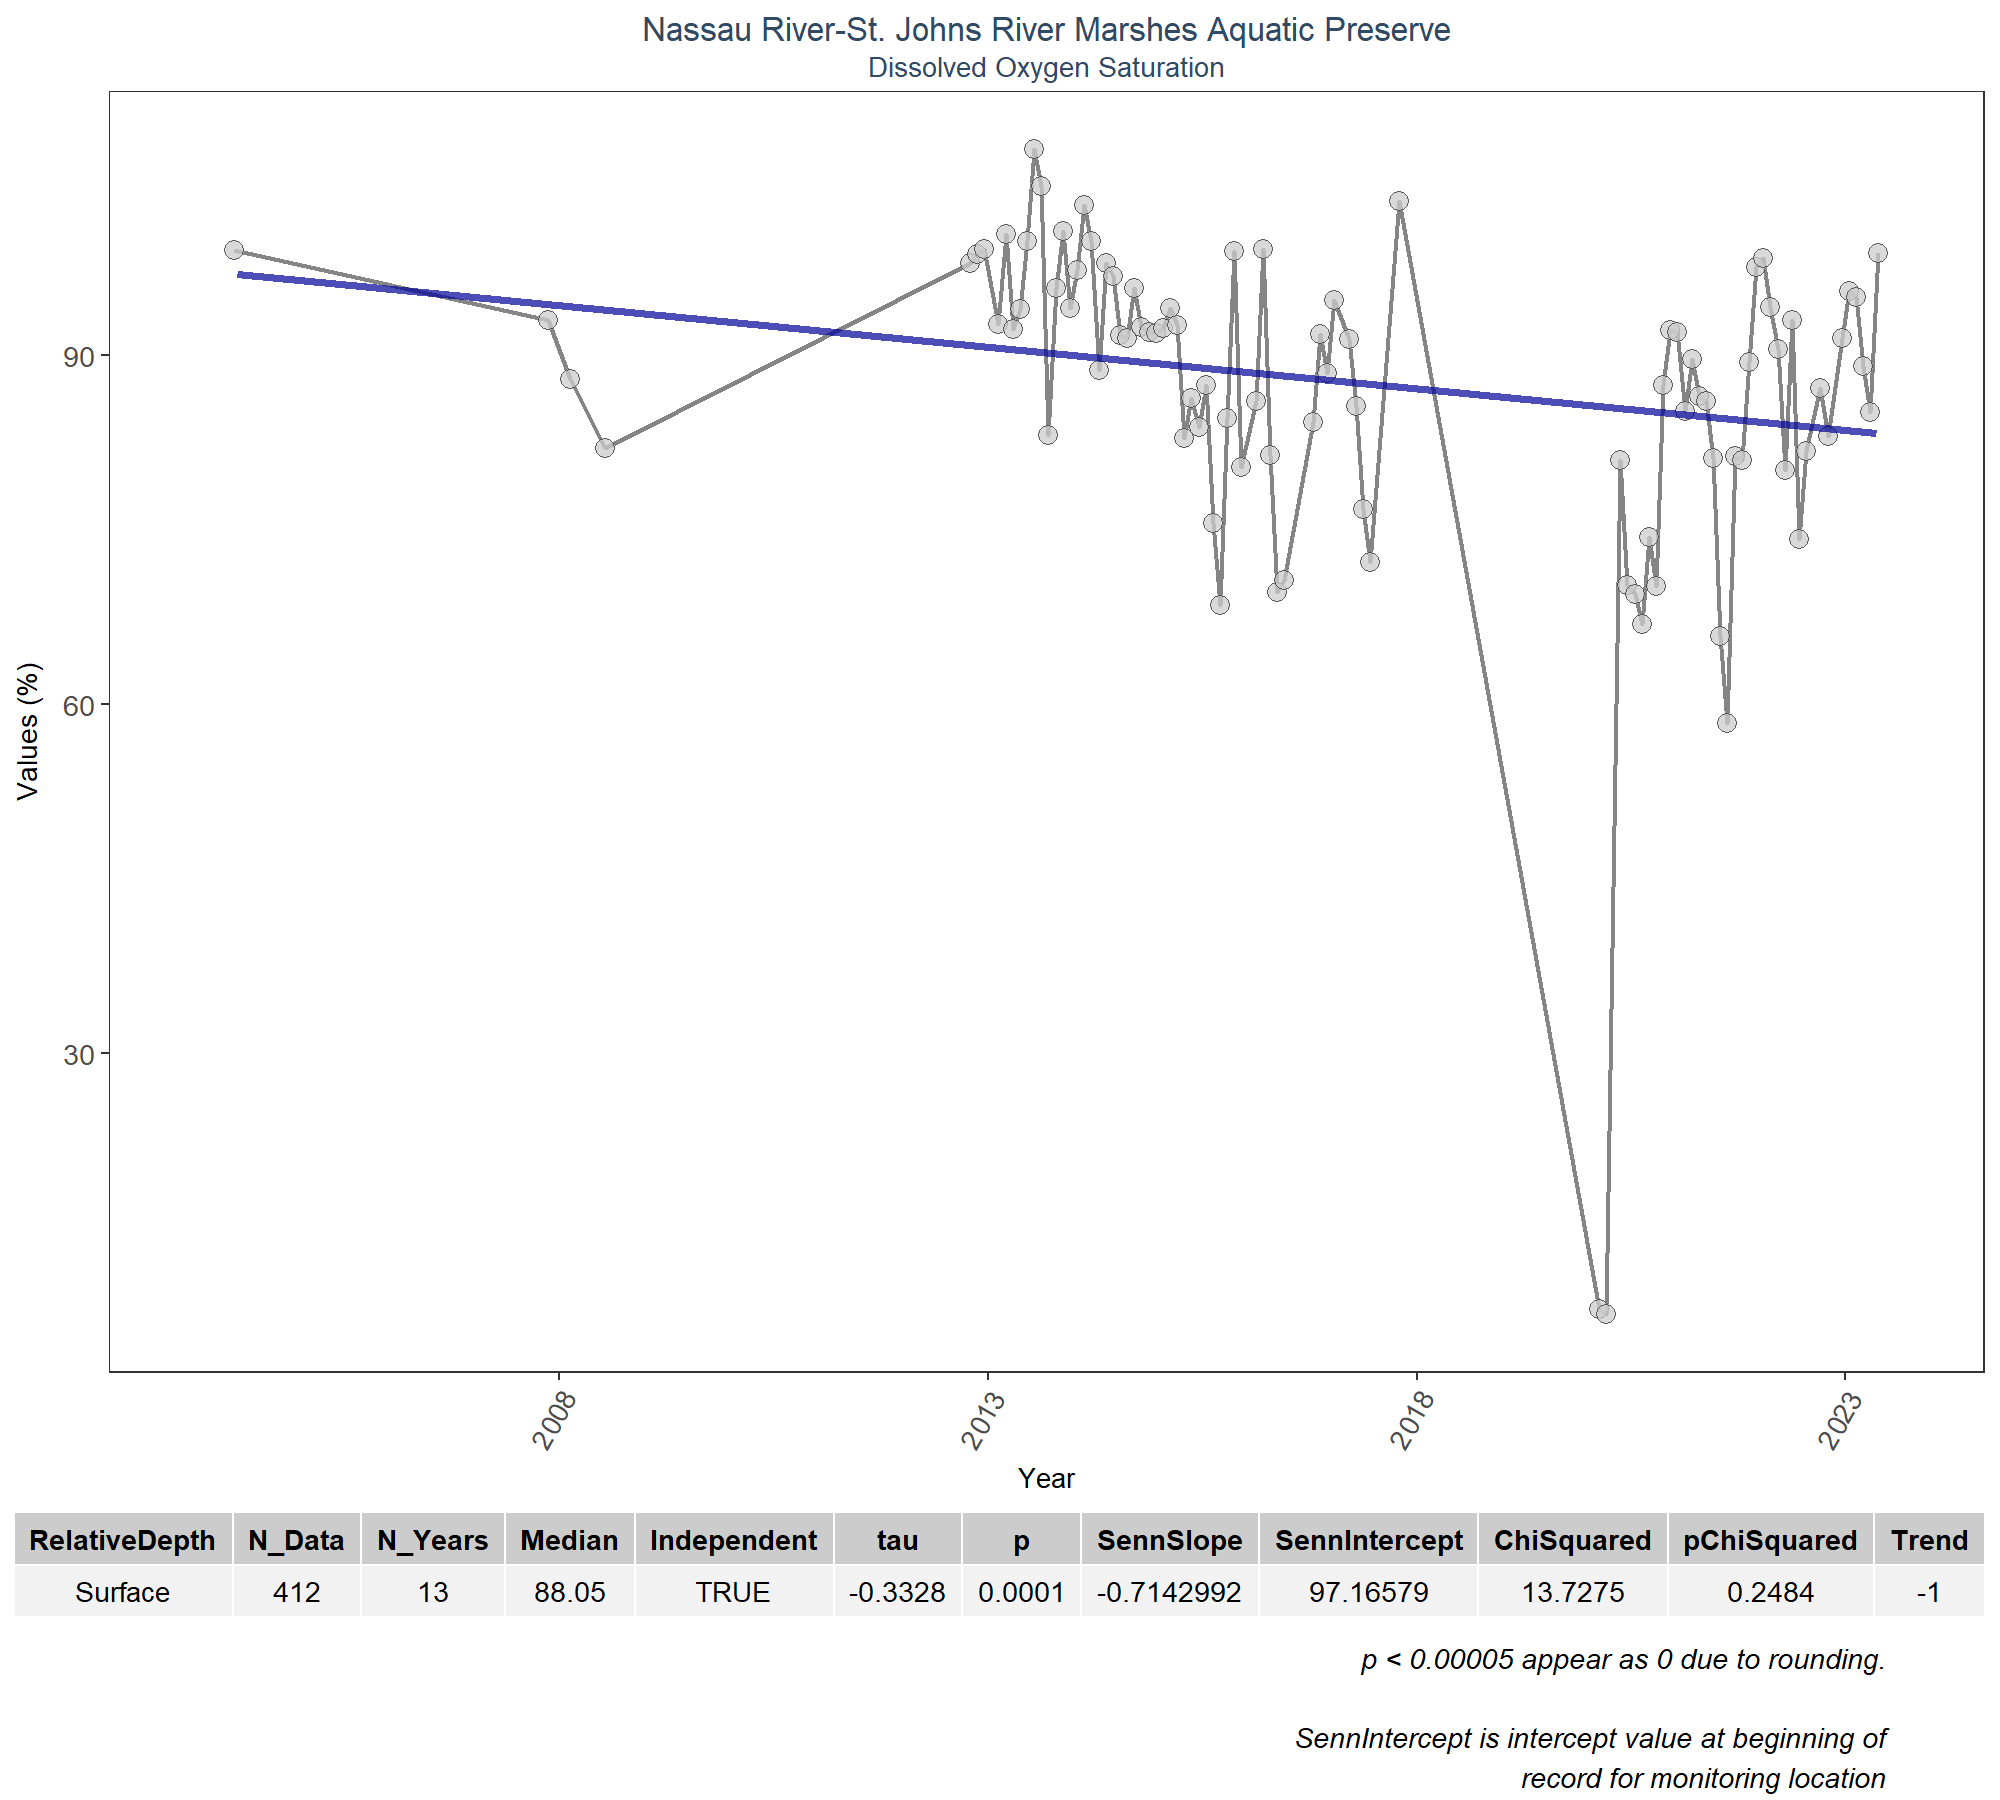 Nassau River-St. Johns River Marshes Aquatic Preserve
Dissolved Oxygen Saturation
90
60
30
Values (%)
2008 2013 2018 2023
Year
RelativeDepth N_Data N_Years Median Independent tau p SennSlope SennIntercept ChiSquared pChiSquared Trend
Surface 412 13 88.05 TRUE -0.3328 0.0001 -0.7142992 97.16579 13.7275 0.2484 -1
p < 0.00005 appear as 0 due to rounding.
SennIntercept is intercept value at beginning of
record for monitoring location